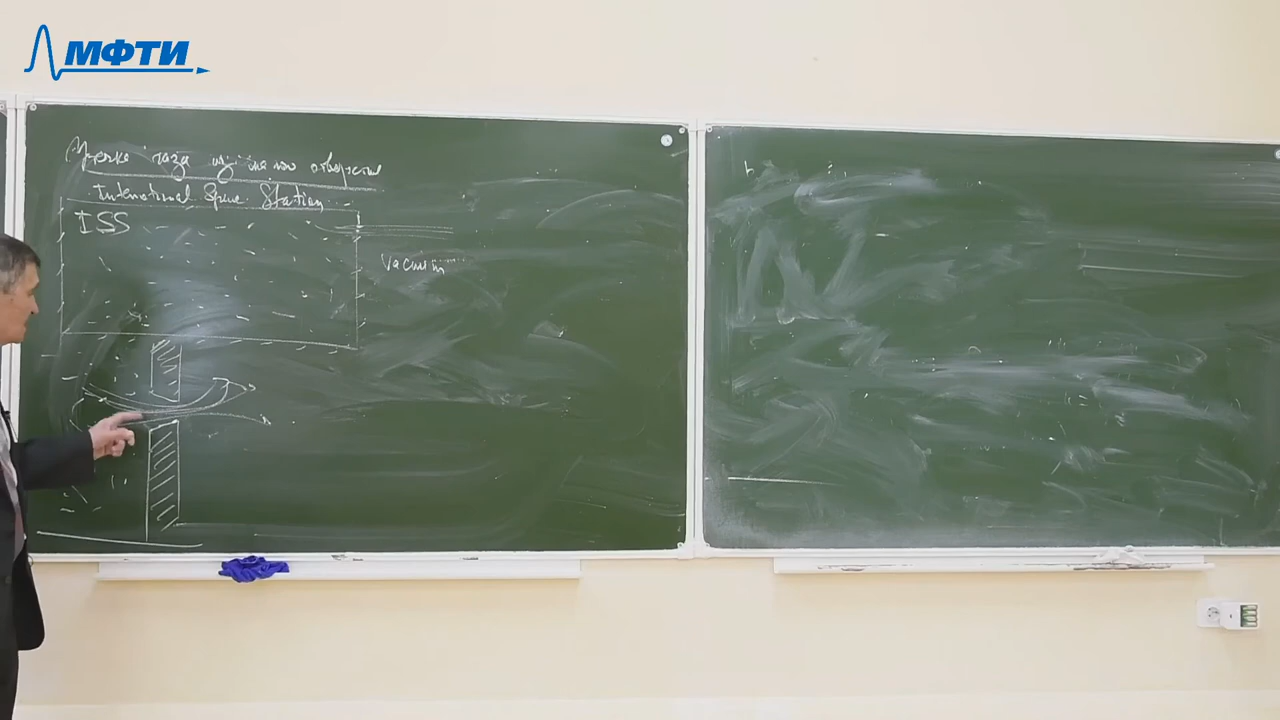 МФТИ
Утечка газа из малого отверстия
International Space Station
ISS
Vacuum